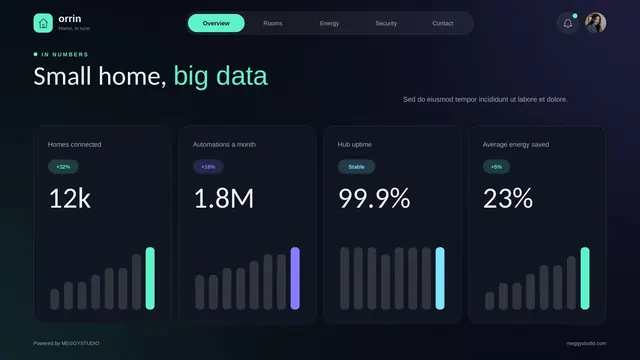 orrin
Home, in tune
Overview
Rooms
Energy
Security
Contact
IN NUMBERS
Small home, big data
Sed do eiusmod tempor incididunt ut labore et dolore.
Homes connected
+32%
12k
Automations a month
+18%
1.8M
Hub uptime
Stable
99.9%
Average energy saved
+5%
23%
Powered by MEGGYSTUDIO
meggystudio.com